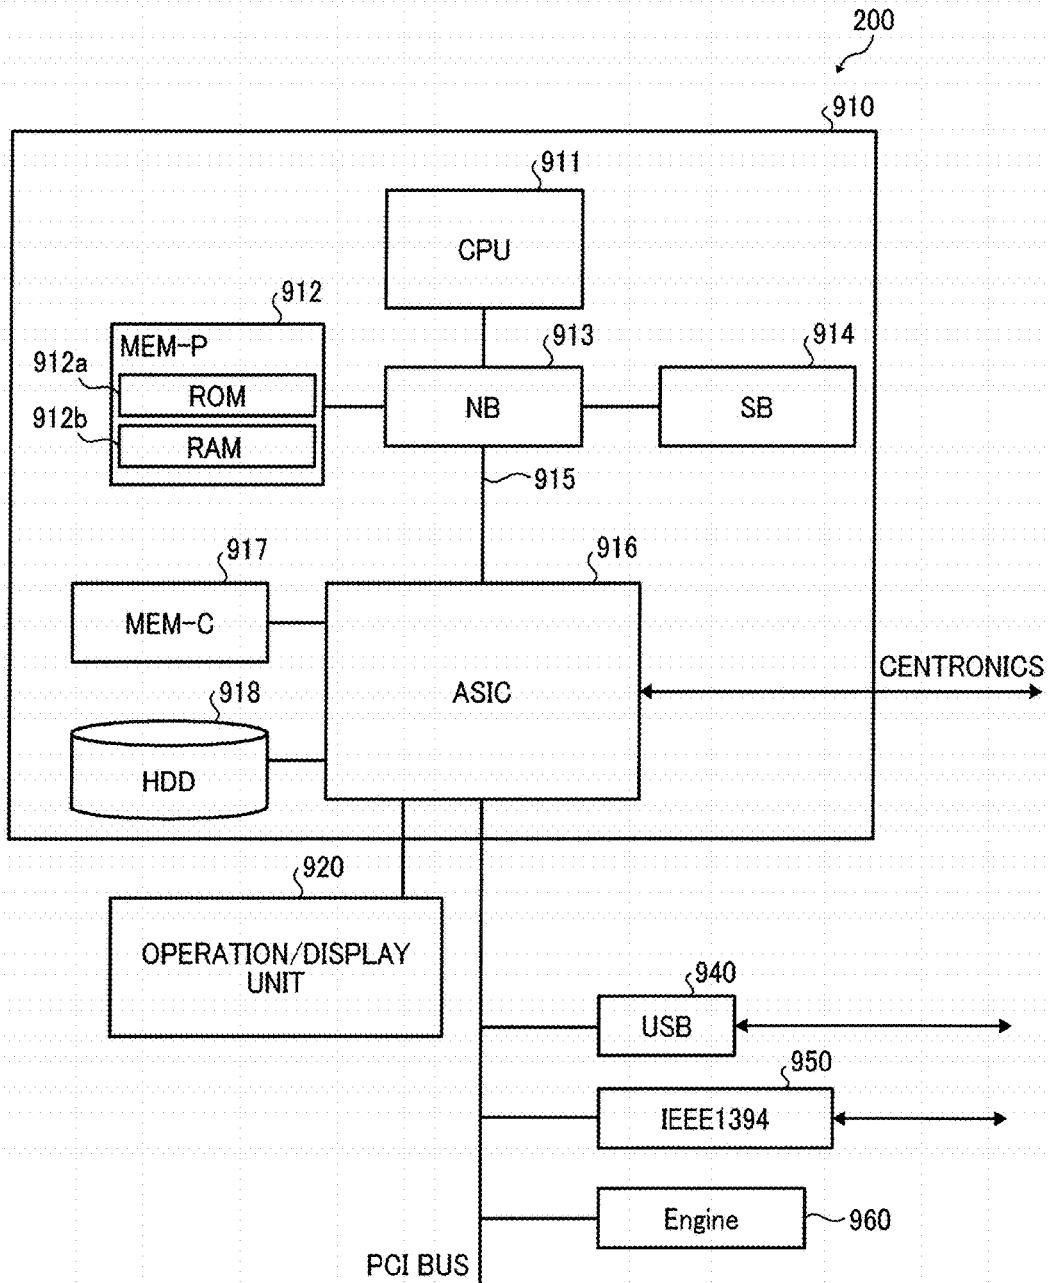 200
910
911
CPU
912
MEM-P
912a
ROM
912b
RAM
913
NB
914
SB
915
917
MEM-C
916
ASIC
CENTRONICS
918
HDD
920
OPERATION/DISPLAY
UNIT
940
USB
950
IEEE1394
Engine
960
PCI BUS